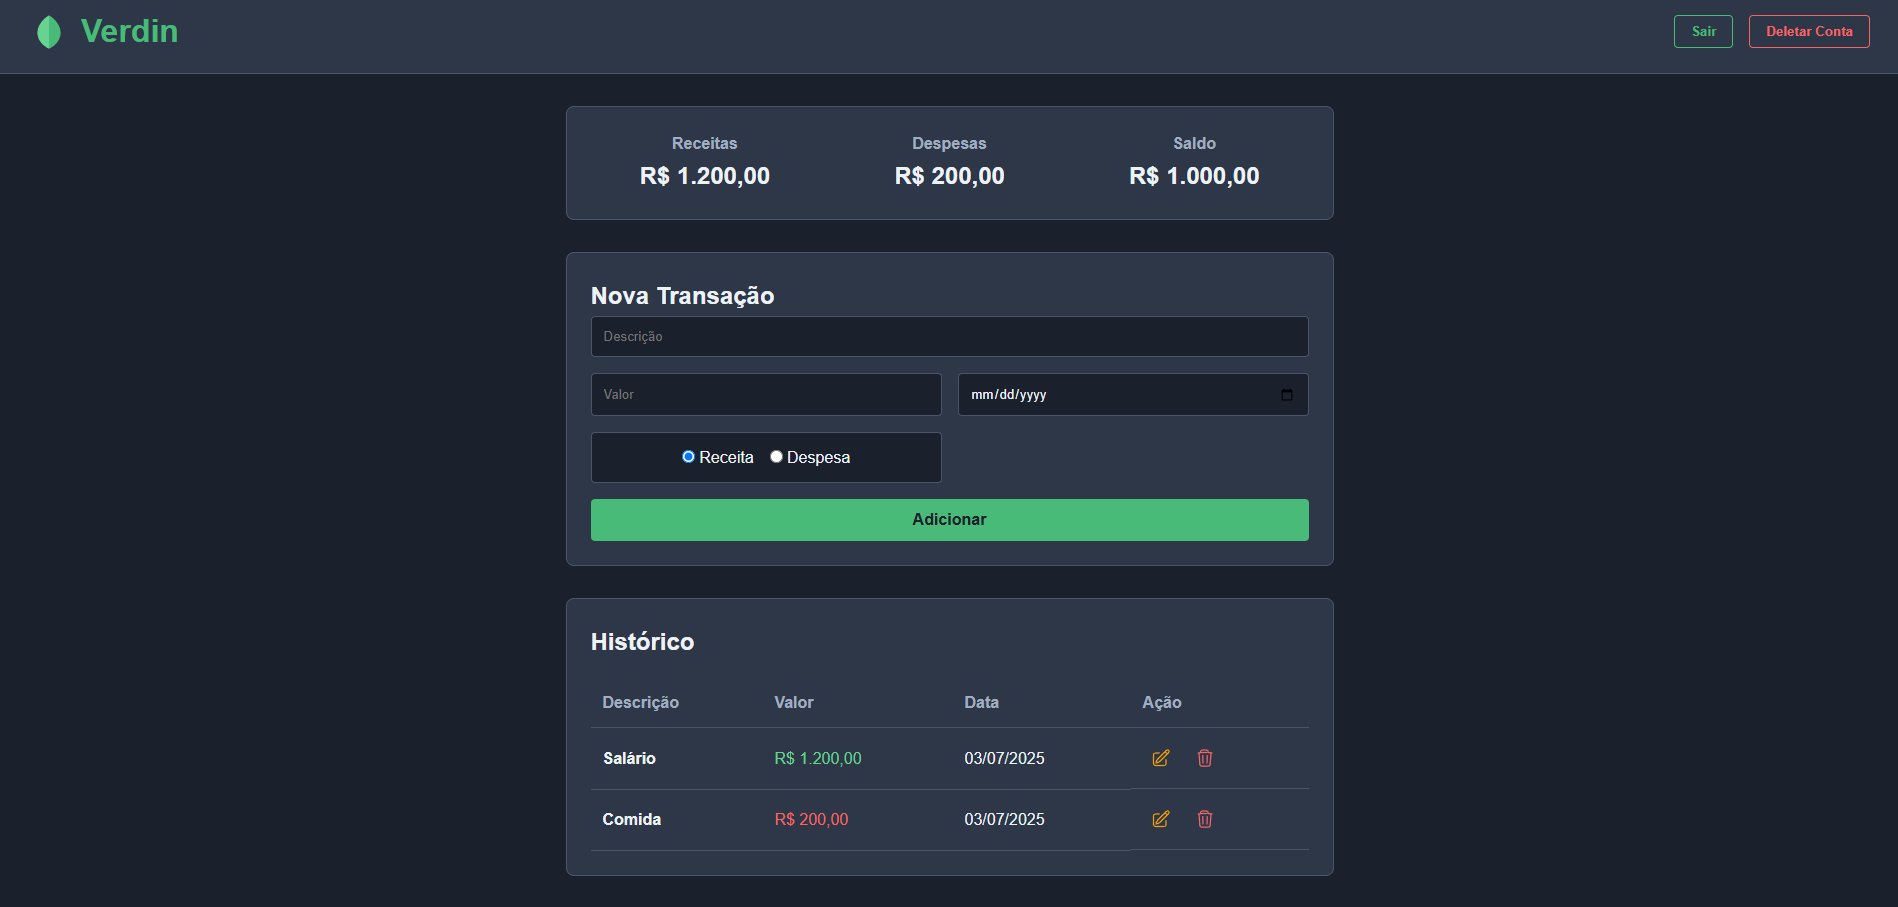 Verdin
Sair
Deletar Conta
Receitas
Despesas
Saldo
R$ 1.200,00
R$ 200,00
R$ 1.000,00
Nova Transação
Descrição
Valor
mm/dd/yyyy
Receita
Despesa
Adicionar
Histórico
Descrição
Valor
Data
Ação
Salário
R$ 1.200,00
03/07/2025
Comida
R$ 200,00
03/07/2025